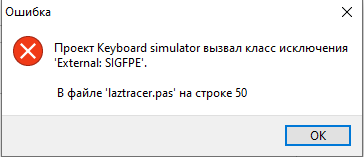 Ошибка
Проект Keyboard simulator вызвал класс исключения
'External: SIGFPE'.
В файле 'laztracer.pas' на строке 50
OK